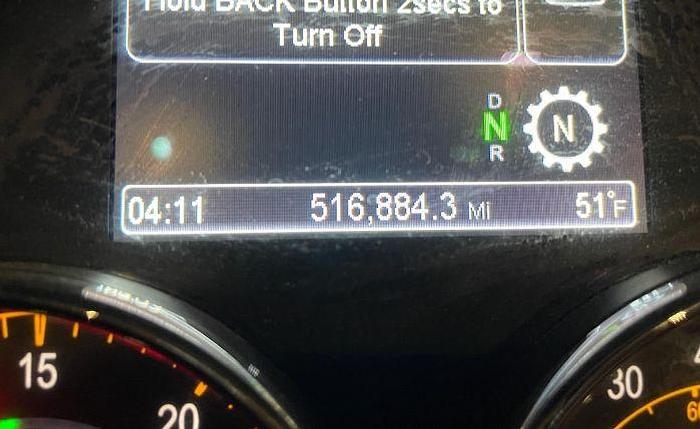 Hold BACK Button 2secs to
Turn Off
D
N
R
N
04:11 516,884.3 Mi 51°F
15
20
30